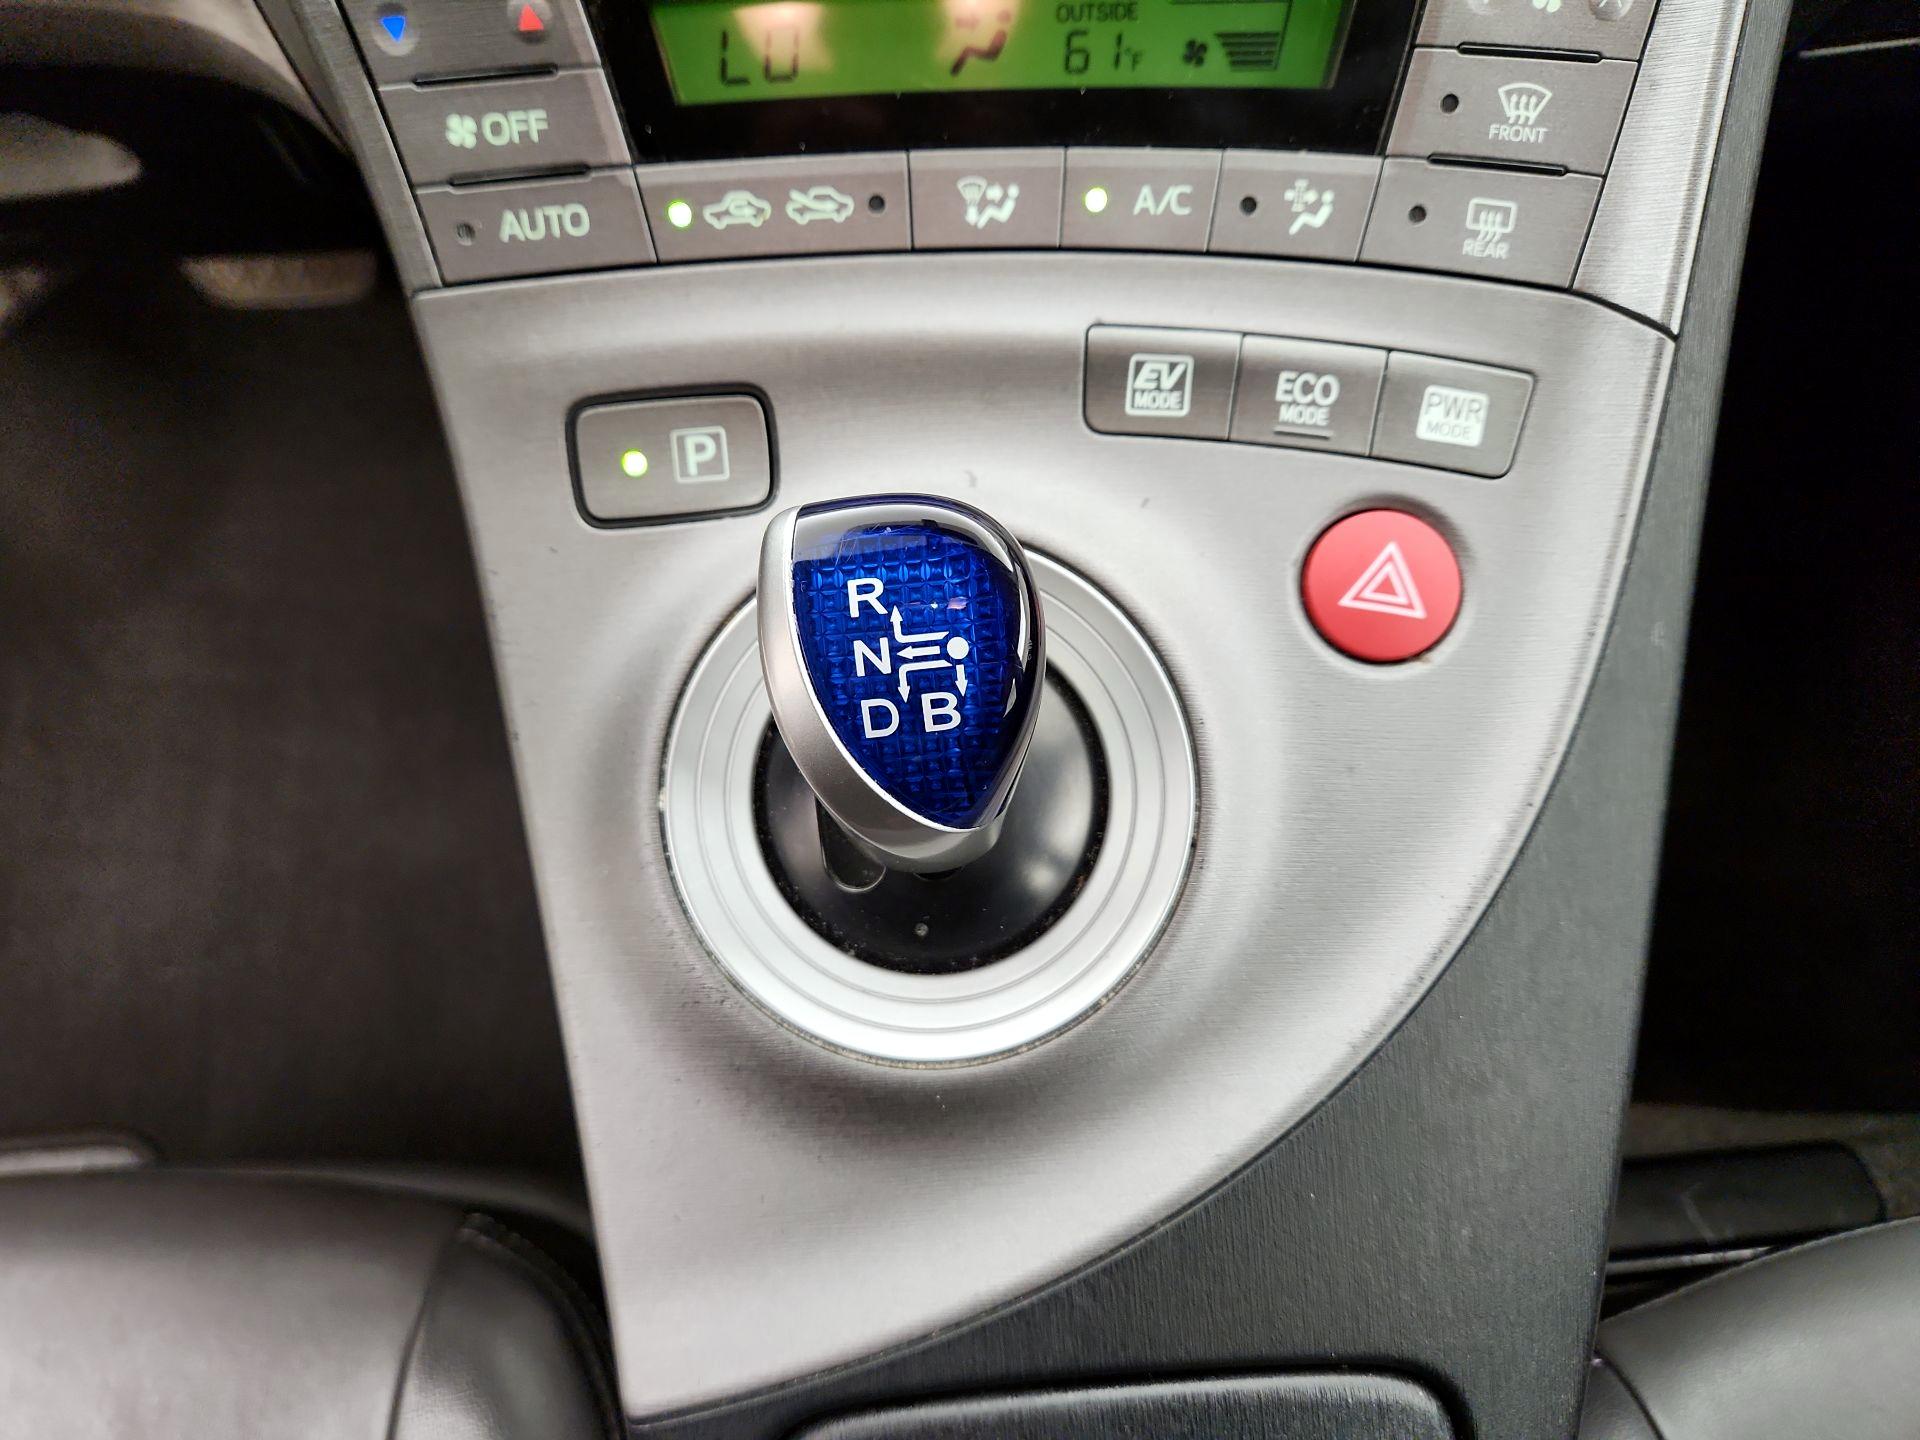 OUTSIDE
LO 61°F
OFF
FRONT
AUTO
A/C
REAR
EV
MODE
ECO
MODE
PWR
MODE
P
R
N
D B